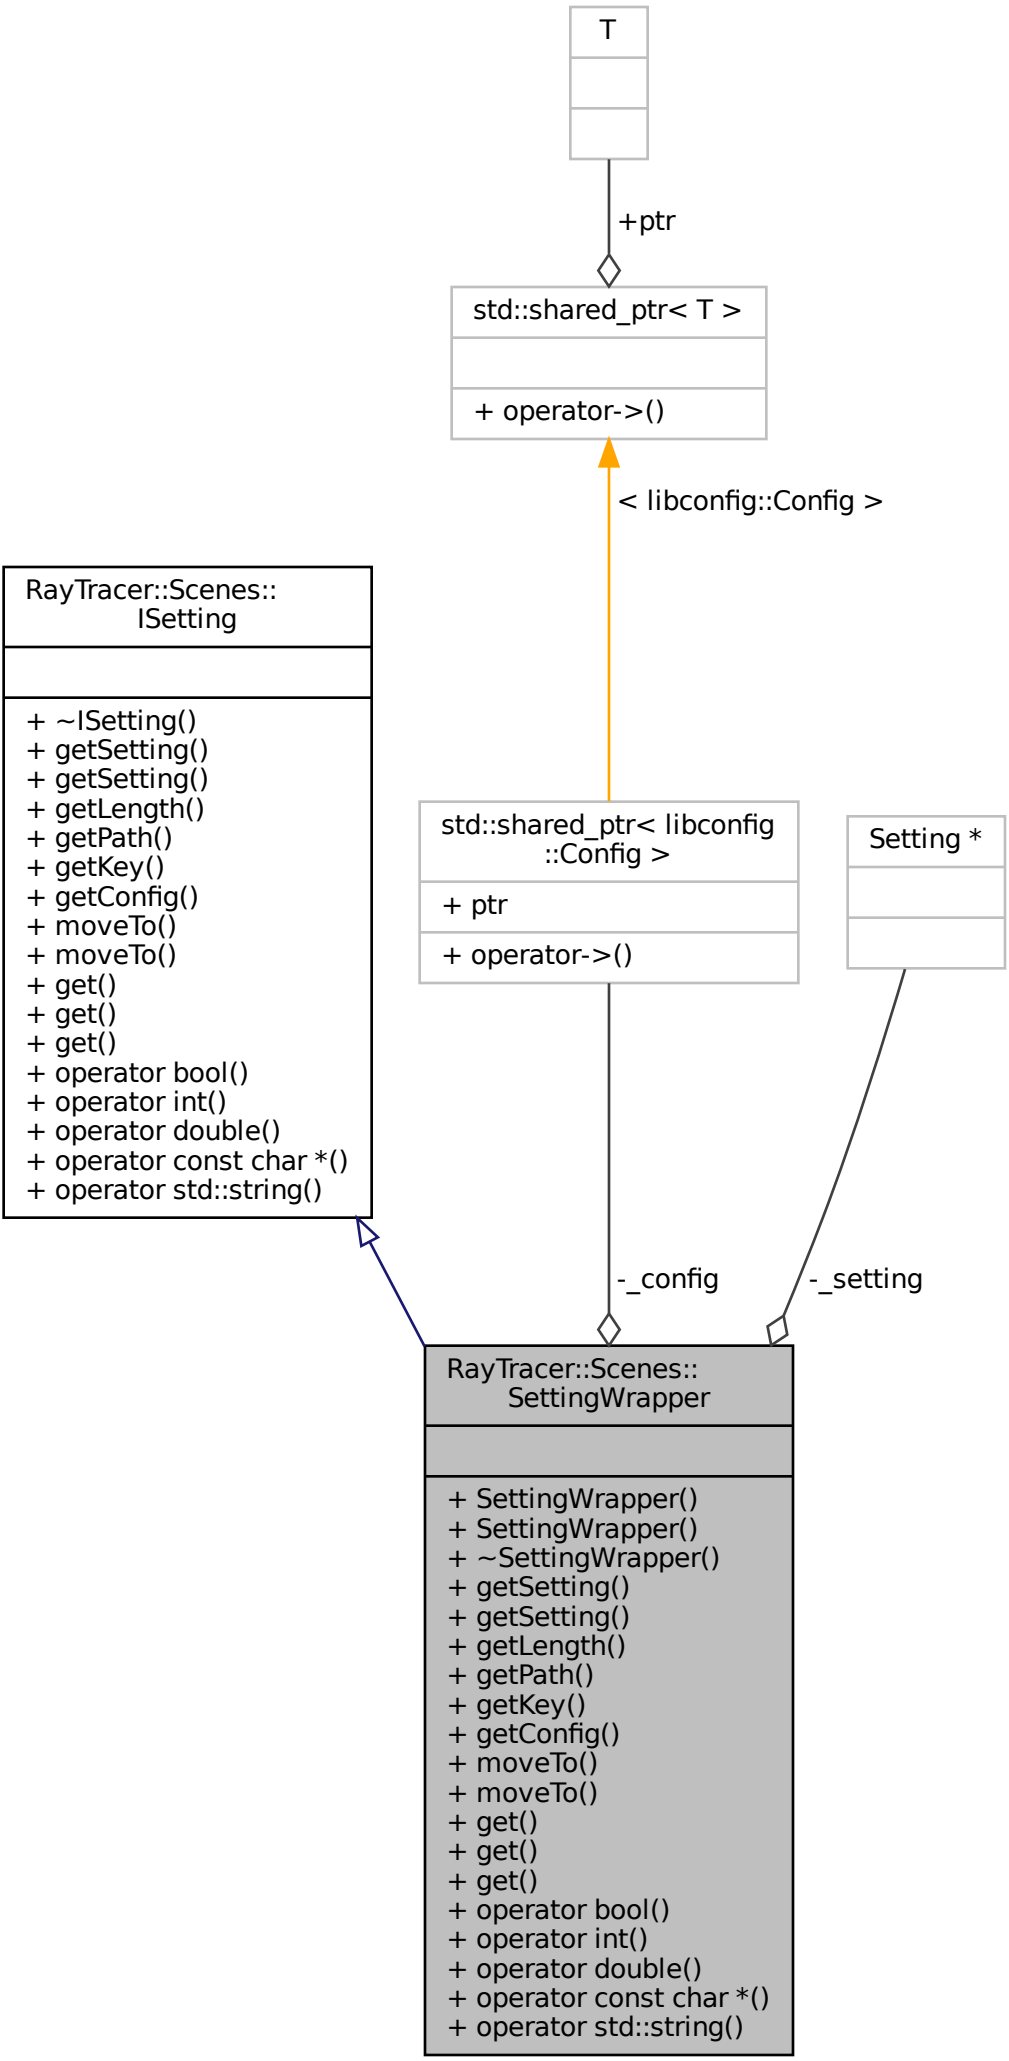 T
+ptr
std::shared_ptr< T >
+ operator->()
< libconfig::Config >
RayTracer::Scenes::
ISetting
+ ~ISetting()
+ getSetting()
+ getSetting()
+ getLength()
+ getPath()
+ getKey()
+ getConfig()
+ moveTo()
+ moveTo()
+ get()
+ get()
+ get()
+ operator bool()
+ operator int()
+ operator double()
+ operator const char *()
+ operator std::string()
std::shared_ptr< libconfig
::Config >
+ ptr
+ operator->()
Setting *
-_config
-_setting
RayTracer::Scenes::
SettingWrapper
+ SettingWrapper()
+ SettingWrapper()
+ ~SettingWrapper()
+ getSetting()
+ getSetting()
+ getLength()
+ getPath()
+ getKey()
+ getConfig()
+ moveTo()
+ moveTo()
+ get()
+ get()
+ get()
+ operator bool()
+ operator int()
+ operator double()
+ operator const char *()
+ operator std::string()